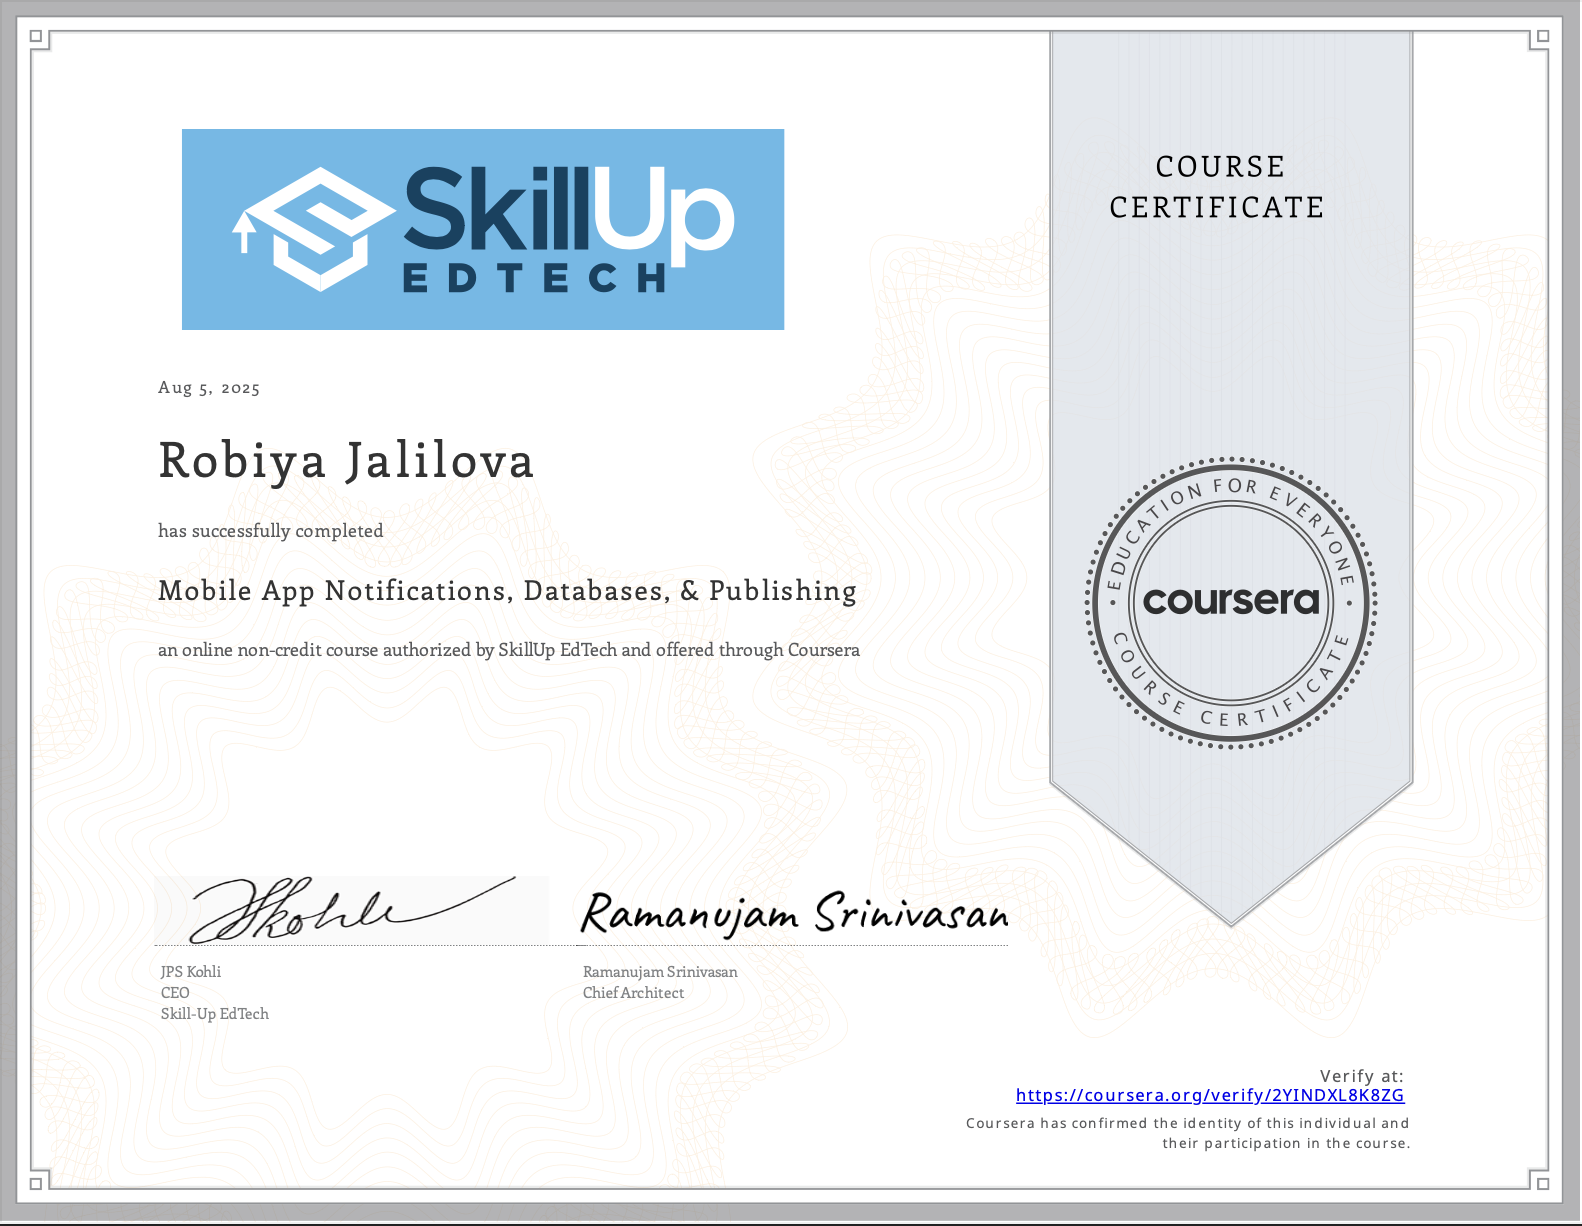 SkillUp
EDTECH
COURSE
CERTIFICATE
Aug 5, 2025
Robiya Jalilova
has successfully completed
Mobile App Notifications, Databases, & Publishing
an online non-credit course authorized by SkillUp EdTech and offered through Coursera
EDUCATION FOR EVERYONE
coursera
COURSE CERTIFICATE
JSkohli
Ramanujam Srinivasan
JPS Kohli
CEO
Skill-Up EdTech
Ramanujam Srinivasan
Chief Architect
Verify at:
https://coursera.org/verify/2YINDXL8K8ZG
Coursera has confirmed the identity of this individual and
their participation in the course.